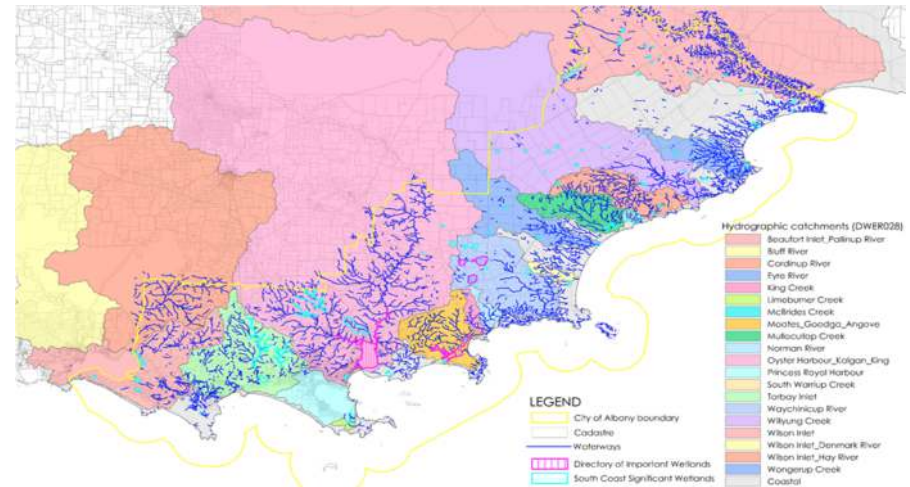 Hydrographic catchments (DWER028)
Beaufort Inlet_Pallinup River
Bluff River
Cordinup River
Eyre River
King Creek
Limeburner Creek
McBrides Creek
Moates_Goodga_Angove
Mullocullop Creek
Norman River
Oyster Harbour_Kalgan_King
Princess Royal Harbour
South Warriup Creek
Torbay Inlet
Waychinicup River
Willyung Creek
Wilson Inlet
Wilson Inlet_Denmark River
Wilson Inlet_Hay River
Wongerup Creek
Coastal
LEGEND
City of Albany boundary
Cadastre
Waterways
Directory of Important Wetlands
South Coast Significant Wetlands